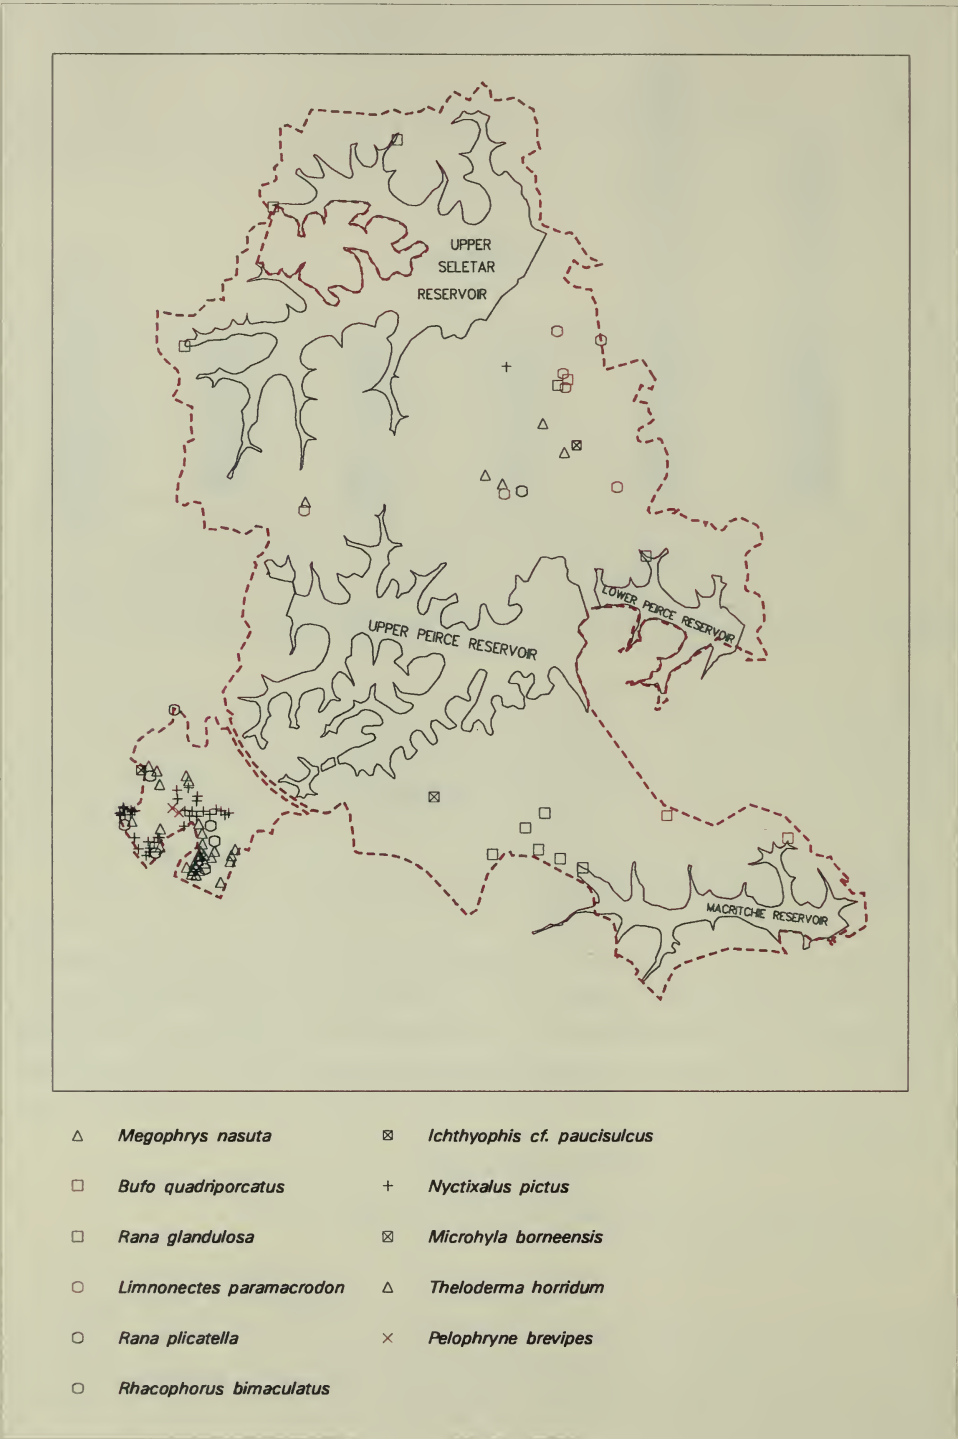 UPPER
SELETAR
RESERVOIR
LOWER PEIRCE RESERVOIR
UPPER PEIRCE RESERVOIR
MACRITCHIE RESERVOIR
Megophrys nasuta
Bufo quadriporcatus
Rana glandulosa
Limnonectes paramacrodon
Rana plicatella
Rhacophorus bimaculatus
Ichthyophis cf. paucisulcus
Nyctixalus pictus
Microhyla borneensis
Theloderma horridum
Pelophryne brevipes